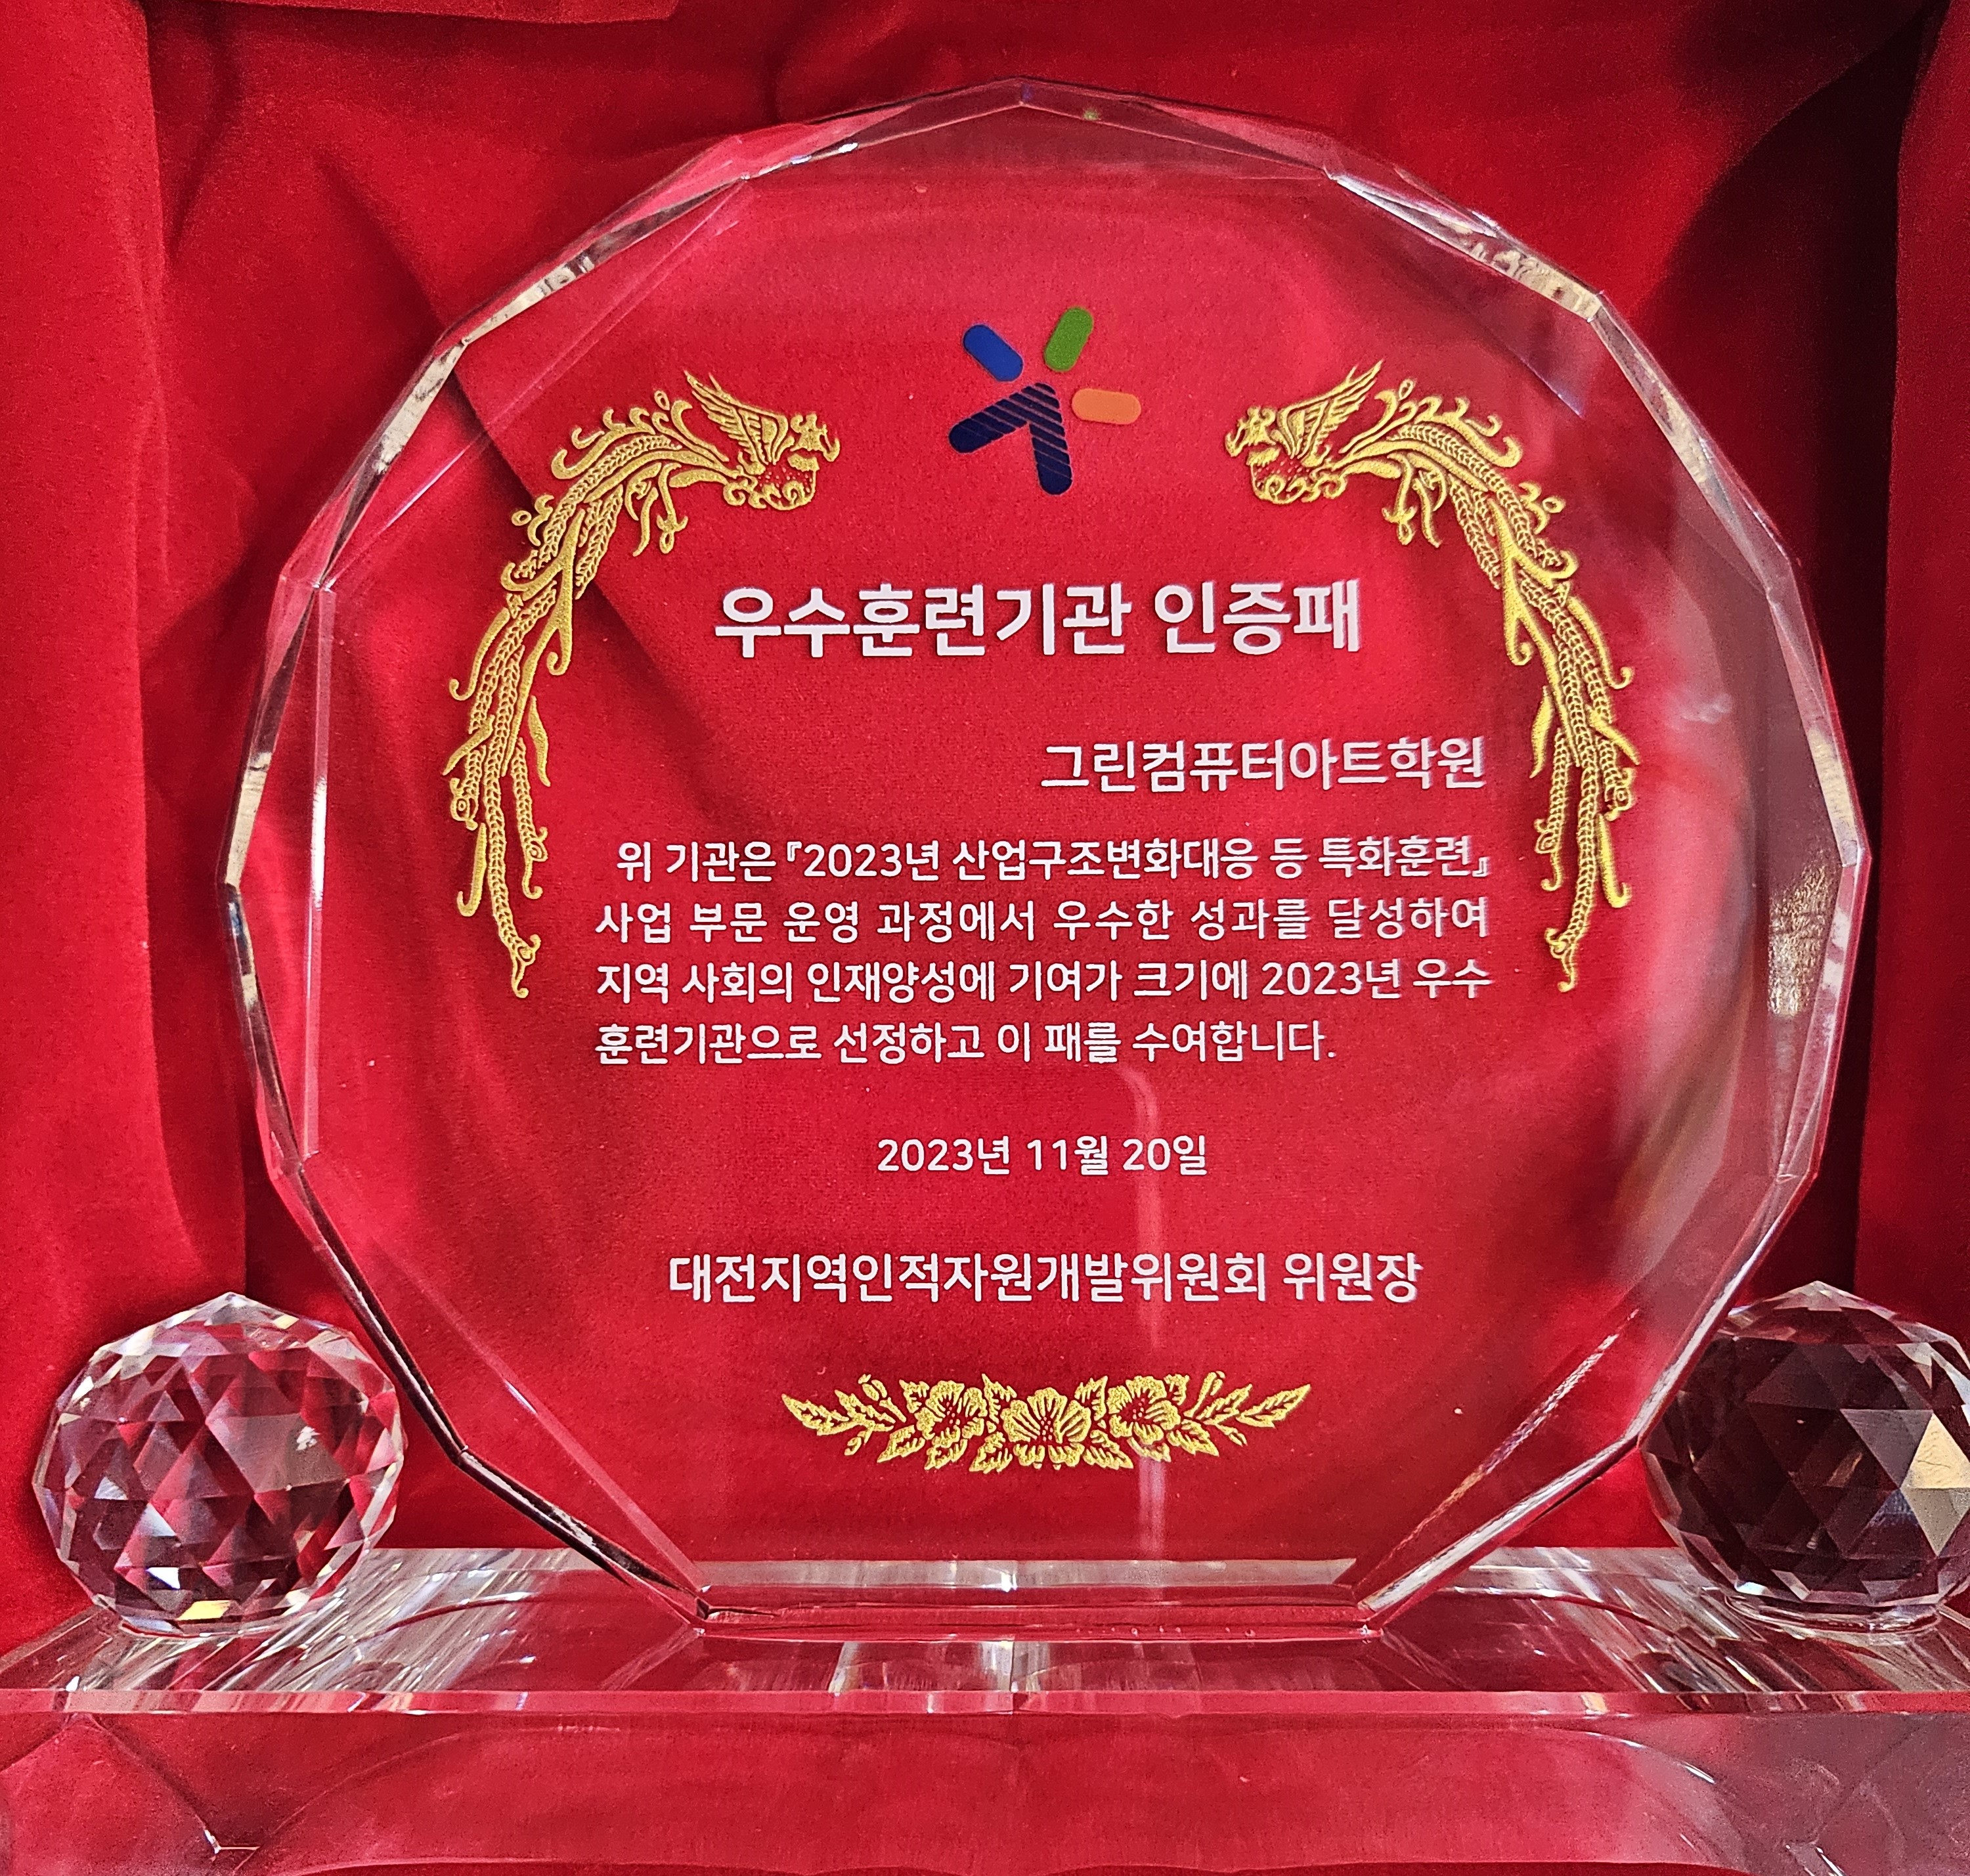 우수훈련기관 인증패
그린컴퓨터아트학원
위 기관은 『2023년 산업구조변화대응 등 특화훈련』
사업 부문 운영 과정에서 우수한 성과를 달성하여
지역 사회의 인재양성에 기여가 크기에 2023년 우수
훈련기관으로 선정하고 이 패를 수여합니다.
2023년 11월 20일
대전지역인적자원개발위원회 위원장